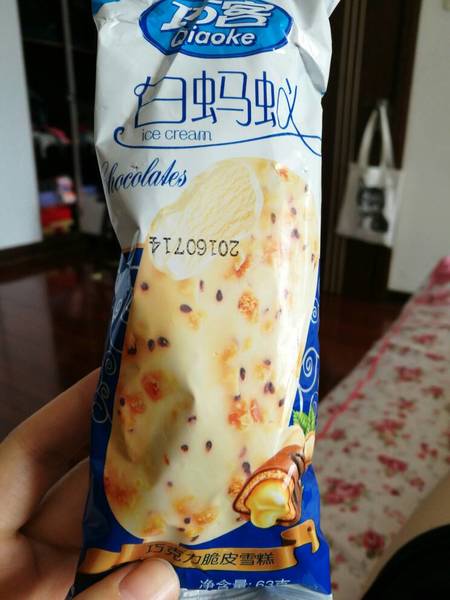 巧客
Qiaoke
白蚂蚁
ice cream
Chocolates
20160714
巧克力脆皮雪糕
净含量:63克